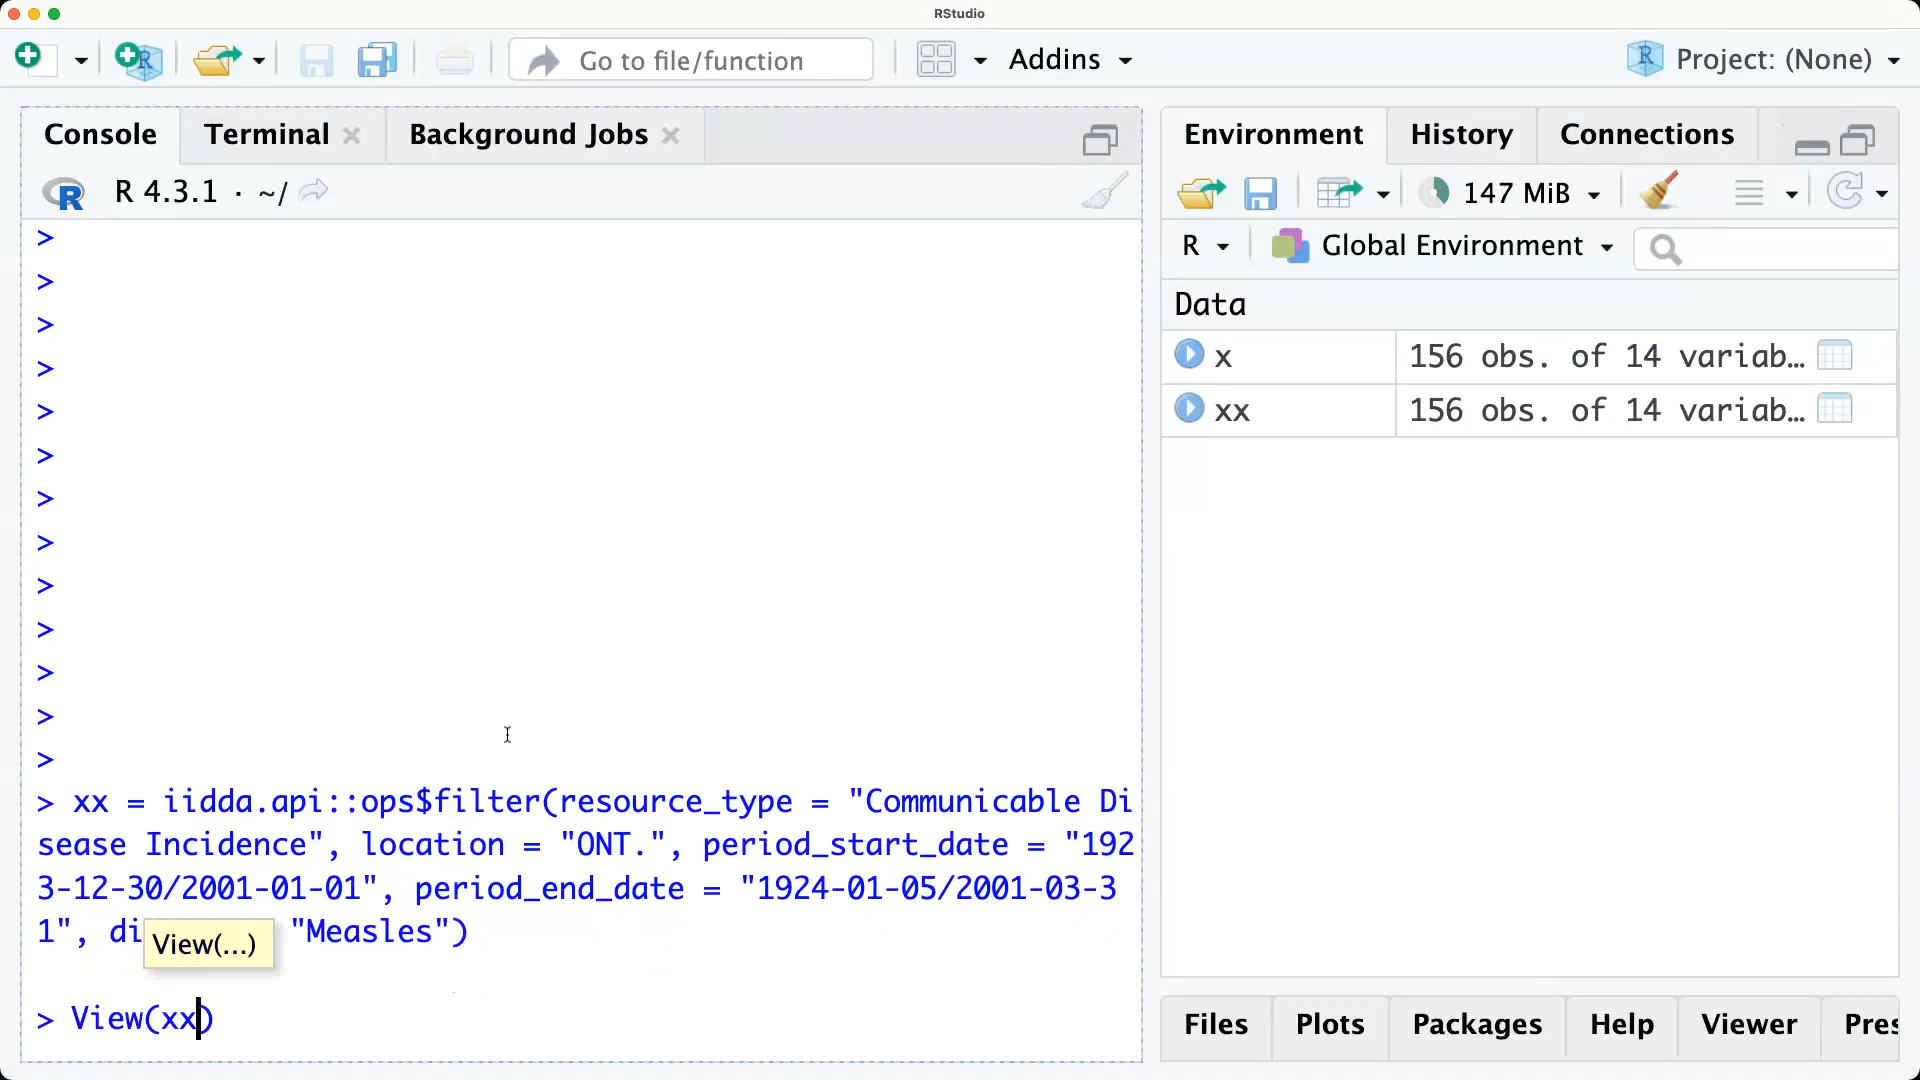 RStudio
Go to file/function
Addins
Project: (None)
Console
Terminal
Background Jobs
R 4.3.1 · ~/
>
>
>
>
>
>
>
>
>
>
>
>
>
> xx = iidda.api::ops$filter(resource_type = "Communicable Di
sease Incidence", location = "ONT.", period_start_date = "192
3-12-30/2001-01-01", period_end_date = "1924-01-05/2001-03-3
1", di "Measles")
View(...)
> View(xx)
Environment
History
Connections
147 MiB
R
Global Environment
Data
x
156 obs. of 14 variab…
xx
156 obs. of 14 variab…
Files
Plots
Packages
Help
Viewer
Pres